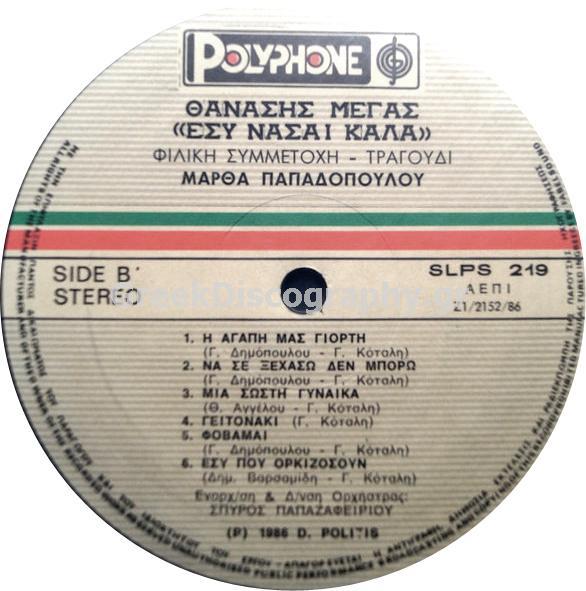 POLYPHONE
ΘΑΝΑΣΗΣ ΜΕΓΑΣ
«ΕΣΥ ΝΑΣΑΙ ΚΑΛΑ»
ΦΙΛΙΚΗ ΣΥΜΜΕΤΟΧΗ - ΤΡΑΓΟΥΔΙ
ΜΑΡΘΑ ΠΑΠΑΔΟΠΟΥΛΟΥ
SIDE B΄
STEREO
SLPS 219
ΑΕΠΙ
Σ1/2152/86
GreekDiscography.gr
1. Η ΑΓΑΠΗ ΜΑΣ ΓΙΟΡΤΗ
(Γ. Δημόπουλου - Γ. Κόταλη)
2. ΝΑ ΣΕ ΞΕΧΑΣΩ ΔΕΝ ΜΠΟΡΩ
(Γ. Δημόπουλου - Γ. Κόταλη)
3. ΜΙΑ ΣΩΣΤΗ ΓΥΝΑΙΚΑ
(Θ. Αγγέλου - Γ. Κόταλη)
4. ΓΕΙΤΟΝΑΚΙ (Γ. Κόταλη)
5. ΦΟΒΑΜΑΙ
(Γ. Δημόπουλου - Γ. Κόταλη)
6. ΕΣΥ ΠΟΥ ΟΡΚΙΖΟΣΟΥΝ
(Δημ. Βαρσαμίδη - Γ. Κόταλη)
Ενορχ/ση & Δ/νση Ορχήστρας:
ΣΠΥΡΟΣ ΠΑΠΑΖΑΦΕΙΡΙΟΥ
(P) 1986 D. POLITIS